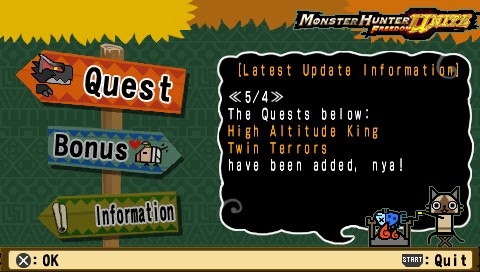 MONSTER HUNTER
FREEDOM UNITE
Quest
Bonus
Information
[Latest Update Information]
≪5/4≫
The Quests below:
High Altitude King
Twin Terrors
have been added, nya!
: OK
START: Quit